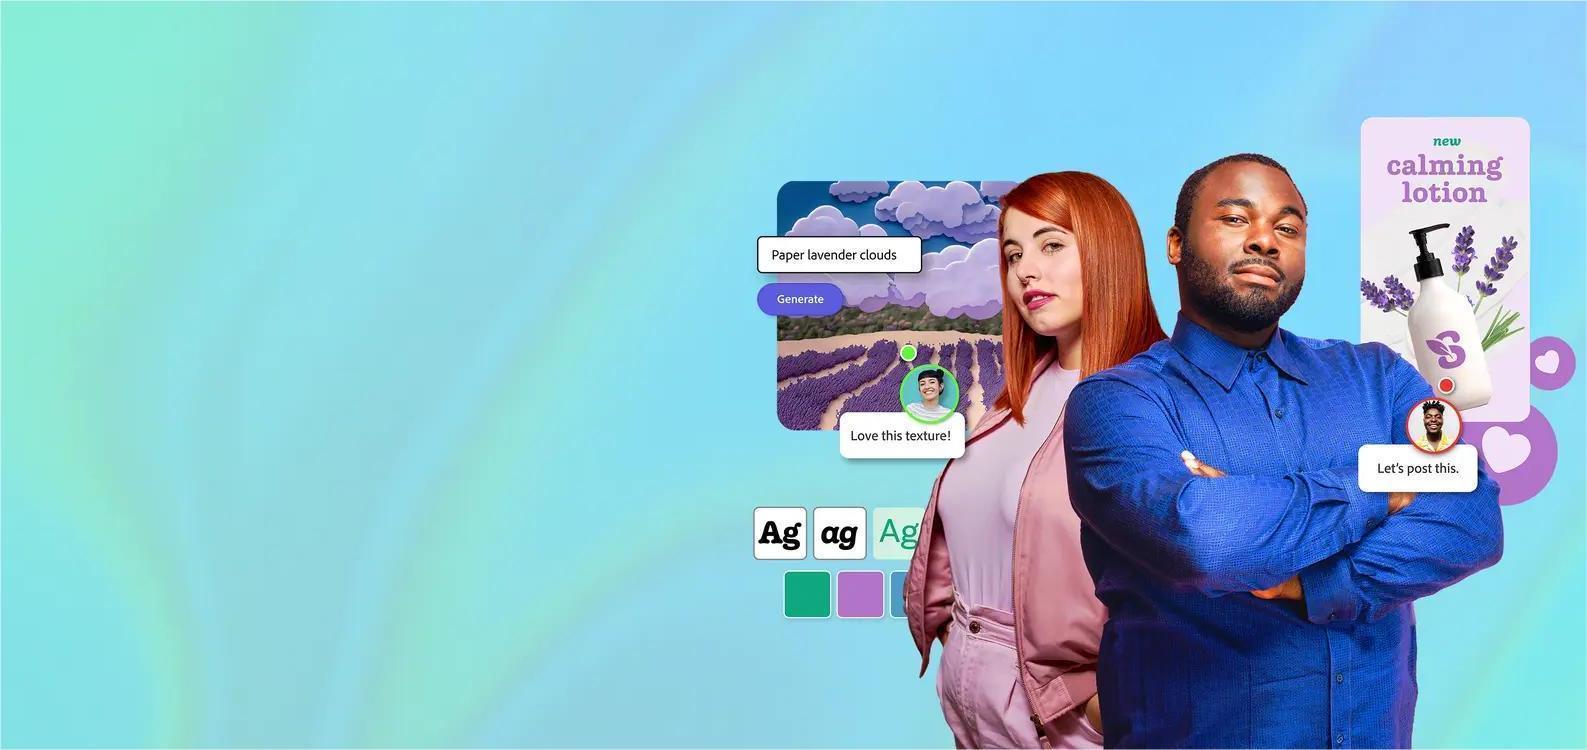 Paper lavender clouds
Generate
Love this texture!
Ag
ag
Ag
new
calming
lotion
S
Let's post this.